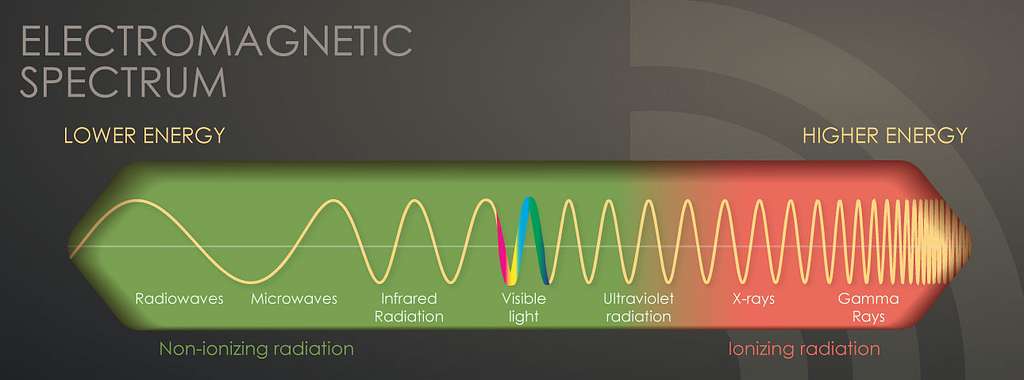 ELECTROMAGNETIC
SPECTRUM
LOWER ENERGY
HIGHER ENERGY
Radiowaves
Microwaves
Infrared
Radiation
Visible
light
Ultraviolet
radiation
X-rays
Gamma
Rays
Non-ionizing radiation
Ionizing radiation